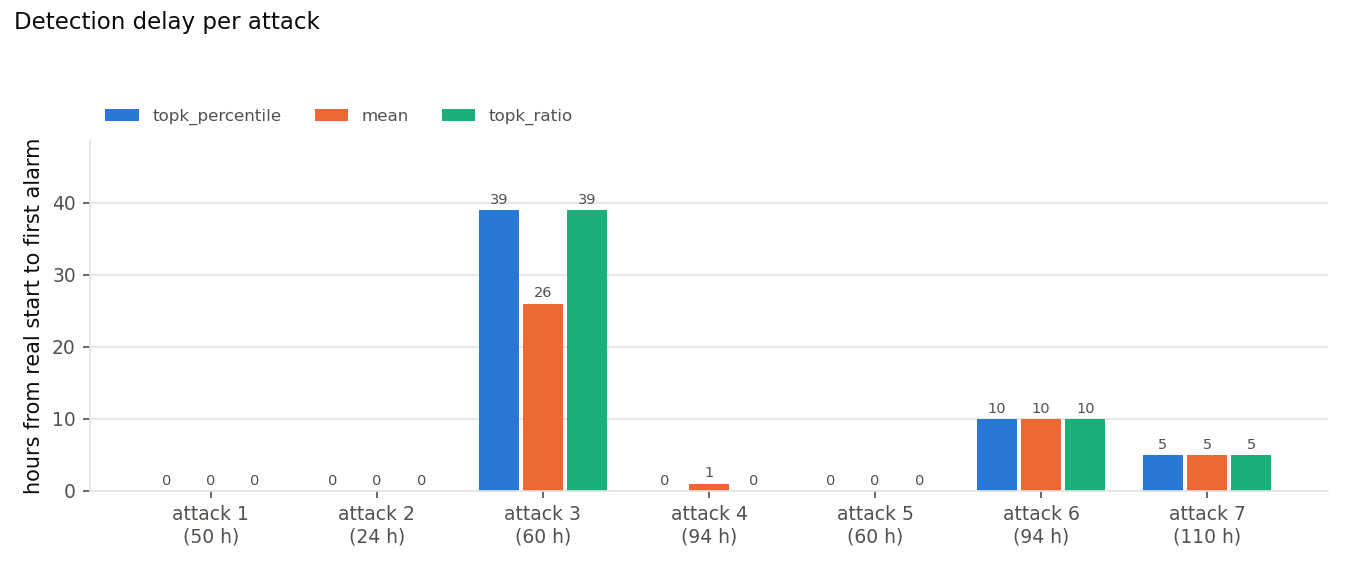 Detection delay per attack
topk_percentile mean topk_ratio
hours from real start to first alarm
40
30
20
10
0
39 26 39
0 0 0 0 0 0 0 1 0 0 0 0 10 10 10 5 5 5
attack 1 attack 2 attack 3 attack 4 attack 5 attack 6 attack 7
(50 h) (24 h) (60 h) (94 h) (60 h) (94 h) (110 h)